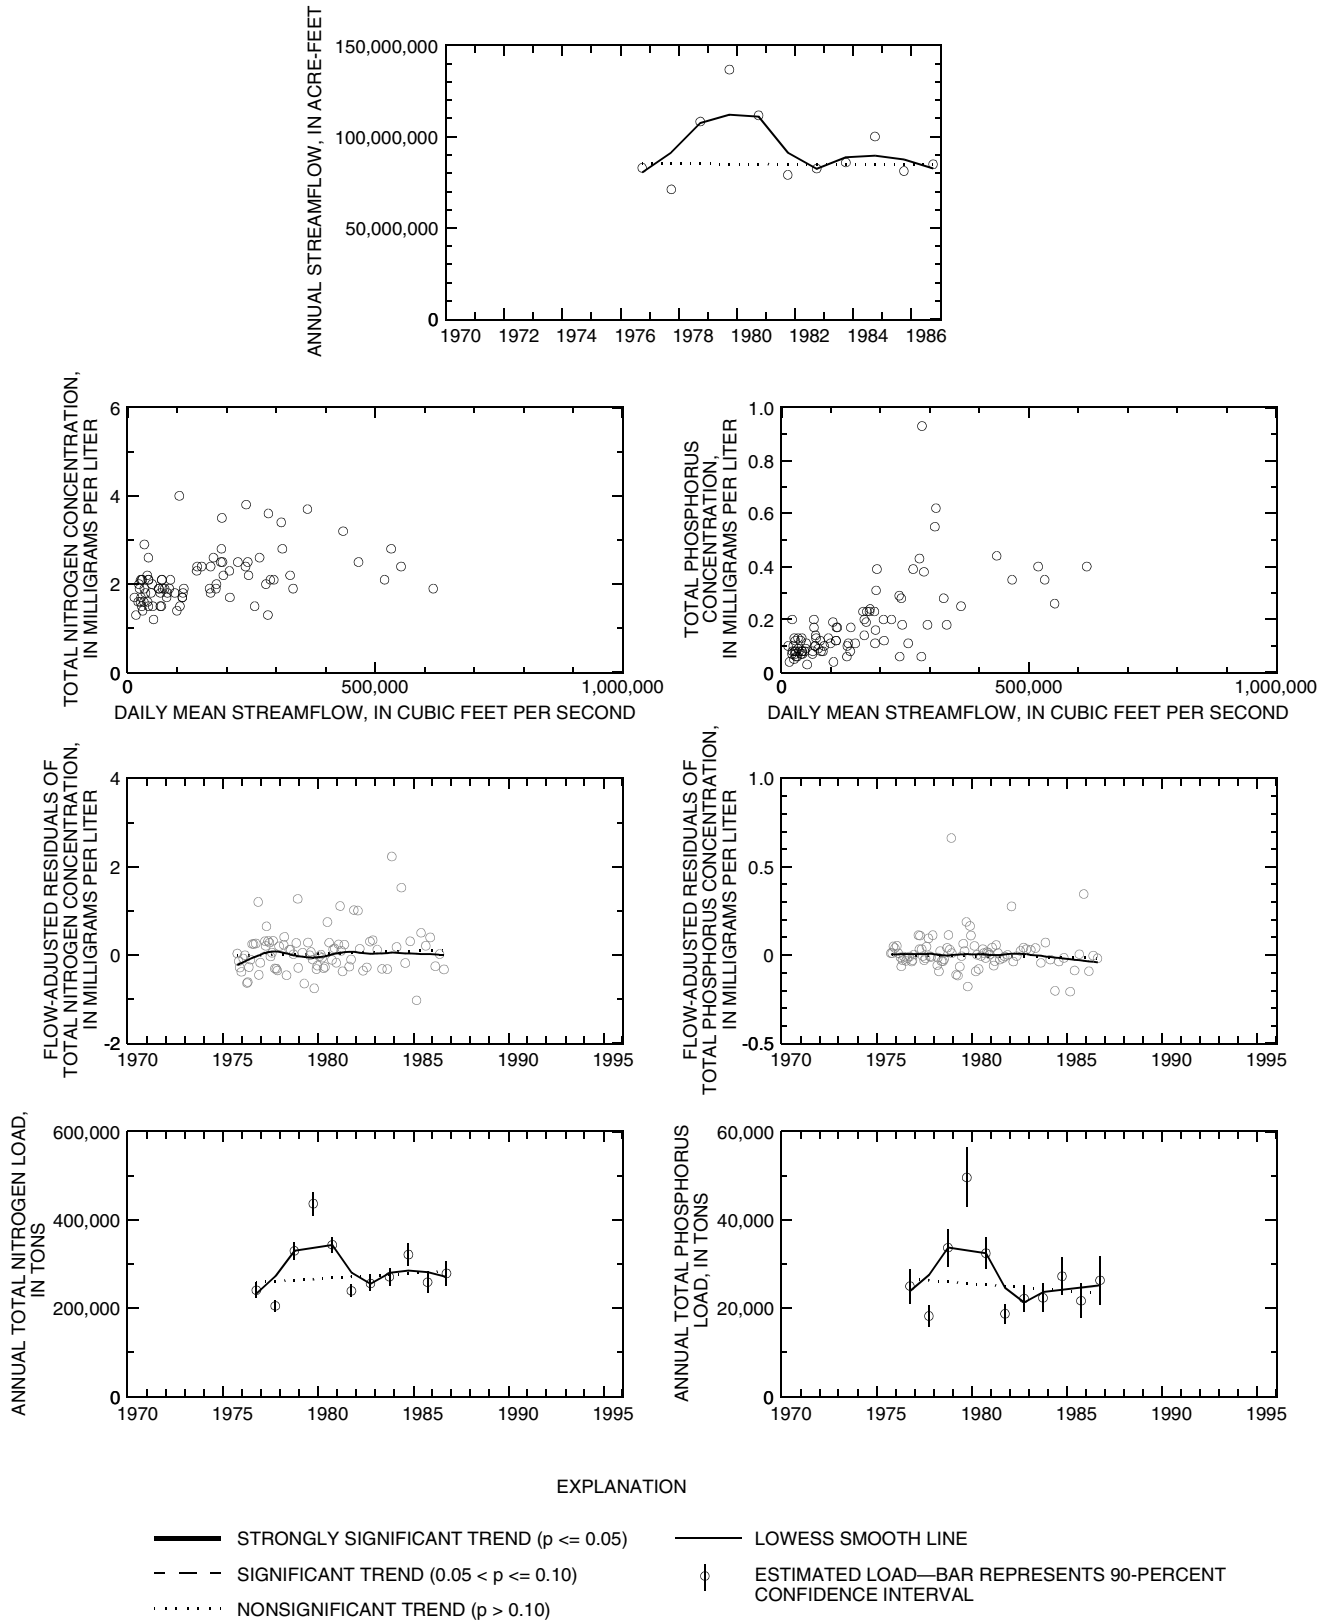 ANNUAL STREAMFLOW, IN ACRE-FEET
150,000,000
100,000,000
50,000,000
0
1970 1972 1974 1976 1978 1980 1982 1984 1986
TOTAL NITROGEN CONCENTRATION,
IN MILLIGRAMS PER LITER
6
4
2
0
0 500,000 1,000,000
DAILY MEAN STREAMFLOW, IN CUBIC FEET PER SECOND
TOTAL PHOSPHORUS
CONCENTRATION,
IN MILLIGRAMS PER LITER
1.0
0.8
0.6
0.4
0.2
0
0 500,000 1,000,000
DAILY MEAN STREAMFLOW, IN CUBIC FEET PER SECOND
FLOW-ADJUSTED RESIDUALS OF
TOTAL NITROGEN CONCENTRATION,
IN MILLIGRAMS PER LITER
4
2
0
-2
1970 1975 1980 1985 1990 1995
FLOW-ADJUSTED RESIDUALS OF
TOTAL PHOSPHORUS CONCENTRATION,
IN MILLIGRAMS PER LITER
1.0
0.5
0
-0.5
1970 1975 1980 1985 1990 1995
ANNUAL TOTAL NITROGEN LOAD,
IN TONS
600,000
400,000
200,000
0
1970 1975 1980 1985 1990 1995
ANNUAL TOTAL PHOSPHORUS
LOAD, IN TONS
60,000
40,000
20,000
0
1970 1975 1980 1985 1990 1995
EXPLANATION
STRONGLY SIGNIFICANT TREND (p <= 0.05)
SIGNIFICANT TREND (0.05 < p <= 0.10)
NONSIGNIFICANT TREND (p > 0.10)
LOWESS SMOOTH LINE
ESTIMATED LOAD—BAR REPRESENTS 90-PERCENT
CONFIDENCE INTERVAL